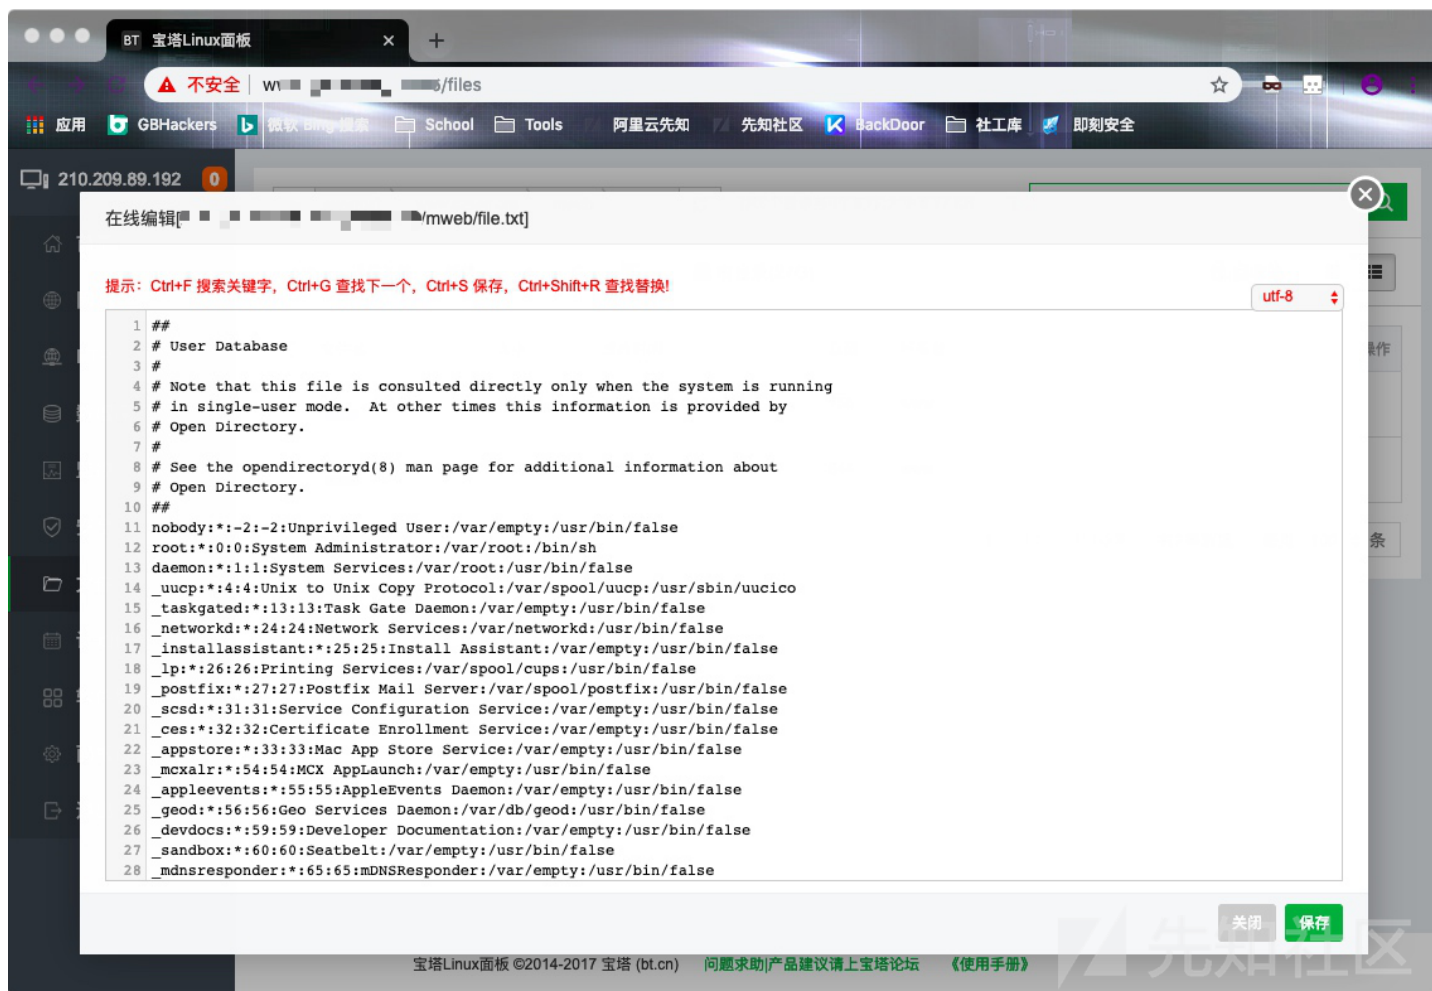 BT 宝塔Linux面板
不安全
/files
应用 GBHackers School Tools 阿里云先知 先知社区 BackDoor 社工库 即刻安全
210.209.89.192 0
在线编辑[ /mweb/file.txt]
提示：Ctrl+F 搜索关键字，Ctrl+G 查找下一个，Ctrl+S 保存，Ctrl+Shift+R 查找替换!
utf-8
操作
1 ##
2 # User Database
3 #
4 # Note that this file is consulted directly only when the system is running
5 # in single-user mode.  At other times this information is provided by
6 # Open Directory.
7 #
8 # See the opendirectoryd(8) man page for additional information about
9 # Open Directory.
10 ##
11 nobody:*:-2:-2:Unprivileged User:/var/empty:/usr/bin/false
12 root:*:0:0:System Administrator:/var/root:/bin/sh
13 daemon:*:1:1:System Services:/var/root:/usr/bin/false
14 _uucp:*:4:4:Unix to Unix Copy Protocol:/var/spool/uucp:/usr/sbin/uucico
15 _taskgated:*:13:13:Task Gate Daemon:/var/empty:/usr/bin/false
16 _networkd:*:24:24:Network Services:/var/networkd:/usr/bin/false
17 _installassistant:*:25:25:Install Assistant:/var/empty:/usr/bin/false
18 _lp:*:26:26:Printing Services:/var/spool/cups:/usr/bin/false
19 _postfix:*:27:27:Postfix Mail Server:/var/spool/postfix:/usr/bin/false
20 _scsd:*:31:31:Service Configuration Service:/var/empty:/usr/bin/false
21 _ces:*:32:32:Certificate Enrollment Service:/var/empty:/usr/bin/false
22 _appstore:*:33:33:Mac App Store Service:/var/empty:/usr/bin/false
23 _mcxalr:*:54:54:MCX AppLaunch:/var/empty:/usr/bin/false
24 _appleevents:*:55:55:AppleEvents Daemon:/var/empty:/usr/bin/false
25 _geod:*:56:56:Geo Services Daemon:/var/db/geod:/usr/bin/false
26 _devdocs:*:59:59:Developer Documentation:/var/empty:/usr/bin/false
27 _sandbox:*:60:60:Seatbelt:/var/empty:/usr/bin/false
28 _mdnsresponder:*:65:65:mDNSResponder:/var/empty:/usr/bin/false
条
关闭 保存
宝塔Linux面板 ©2014-2017 宝塔 (bt.cn) 问题求助|产品建议请上宝塔论坛 《使用手册》
先知社区